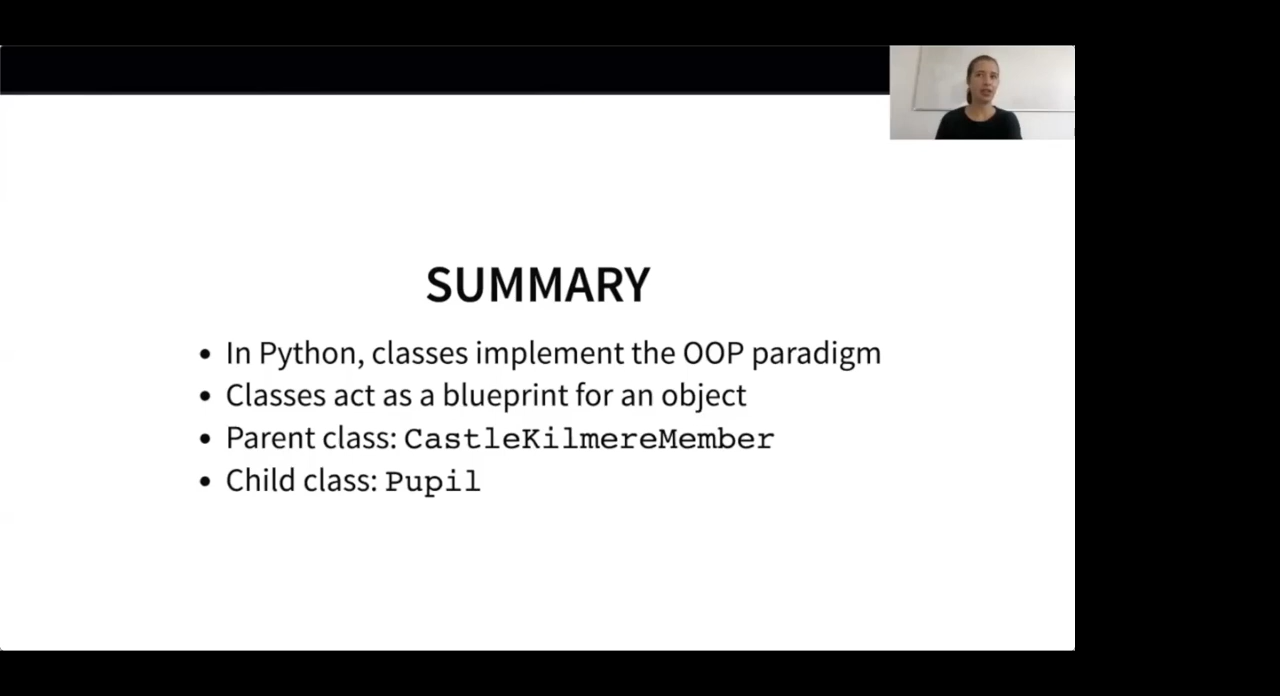 SUMMARY
• In Python, classes implement the OOP paradigm
• Classes act as a blueprint for an object
• Parent class: CastleKilmereMember
• Child class: Pupil